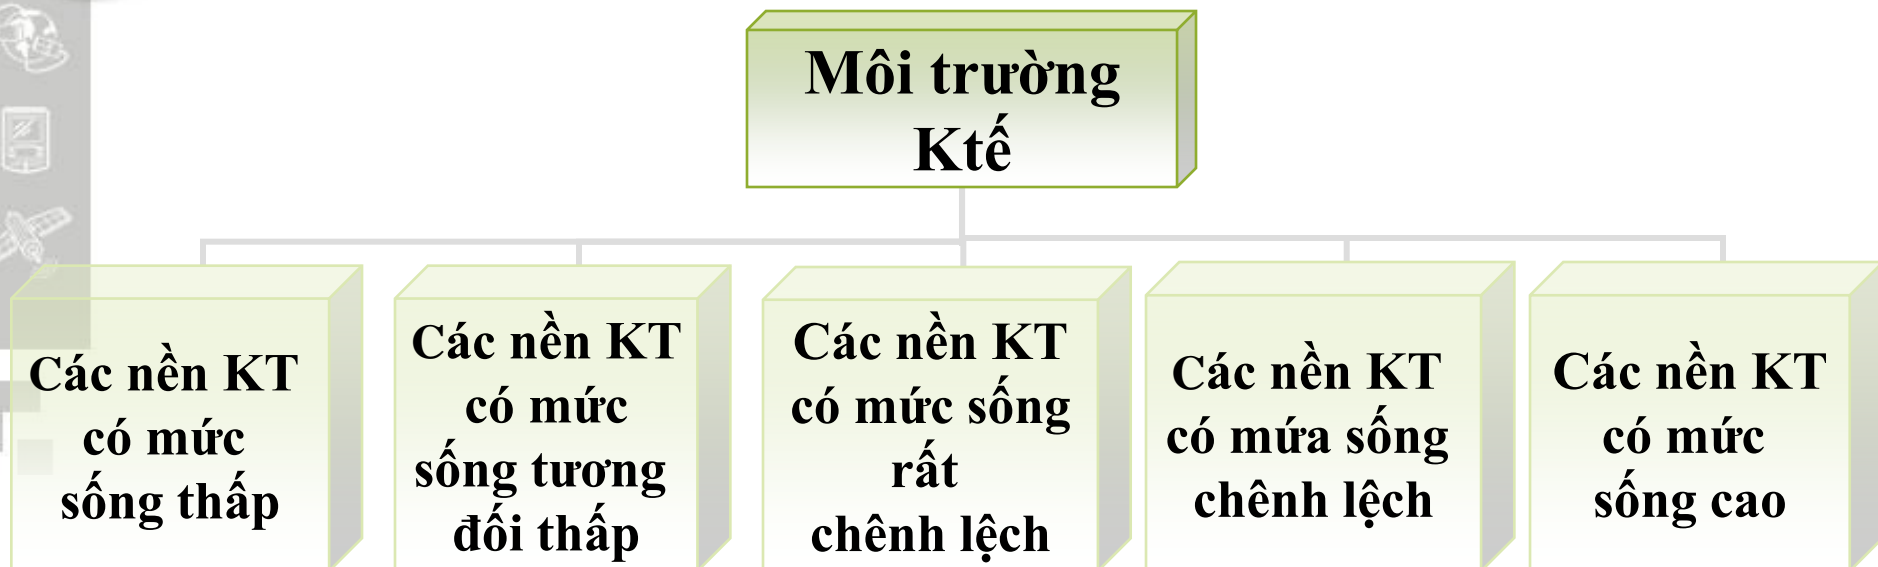 Môi trường
Ktế
Các nền KT
có mức
sống thấp
Các nền KT
có mức
sống tương
đối thấp
Các nền KT
có mức sống
rất
chênh lệch
Các nền KT
có mứa sống
chênh lệch
Các nền KT
có mức
sống cao